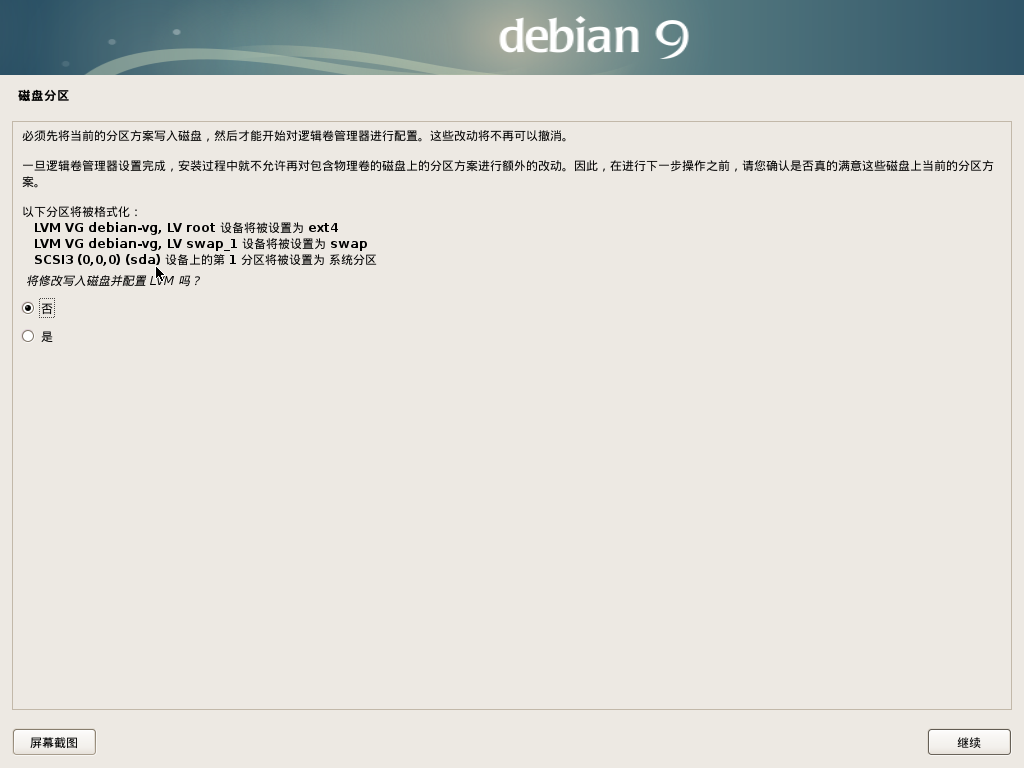 debian 9
磁盘分区
必须先将当前的分区方案写入磁盘，然后才能开始对逻辑卷管理器进行配置。这些改动将不再可以撤消。
一旦逻辑卷管理器设置完成，安装过程中就不允许再对包含物理卷的磁盘上的分区方案进行额外的改动。因此，在进行下一步操作之前，请您确认是否真的满意这些磁盘上当前的分区方
案。
以下分区将被格式化：
LVM VG debian-vg, LV root 设备将被设置为 ext4
LVM VG debian-vg, LV swap_1 设备将被设置为 swap
SCSI3 (0,0,0) (sda) 设备上的第 1 分区将被设置为 系统分区
将修改写入磁盘并配置 LVM 吗？
否
是
屏幕截图
继续